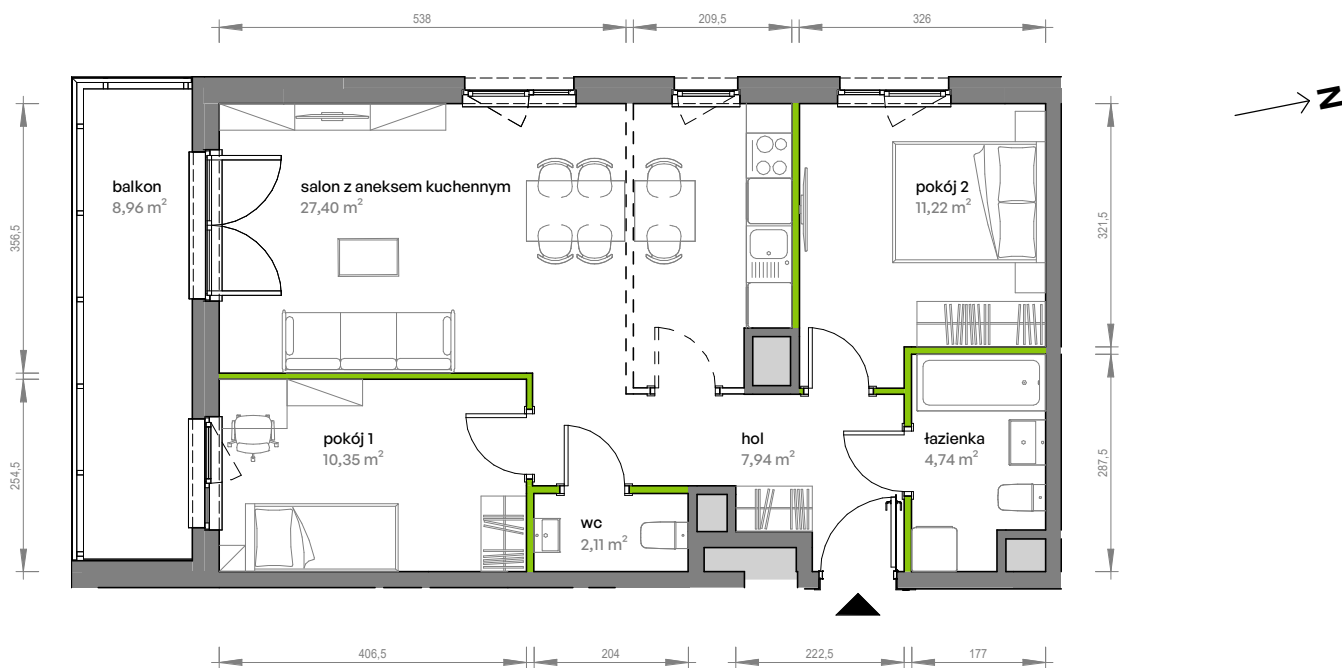 538
209,5
326
N
balkon
8,96 m²
salon z aneksem kuchennym
27,40 m²
pokój 2
11,22 m²
356,5
321,5
pokój 1
10,35 m²
hol
7,94 m²
łazienka
4,74 m²
254,5
287,5
wc
2,11 m²
406,5
204
222,5
177